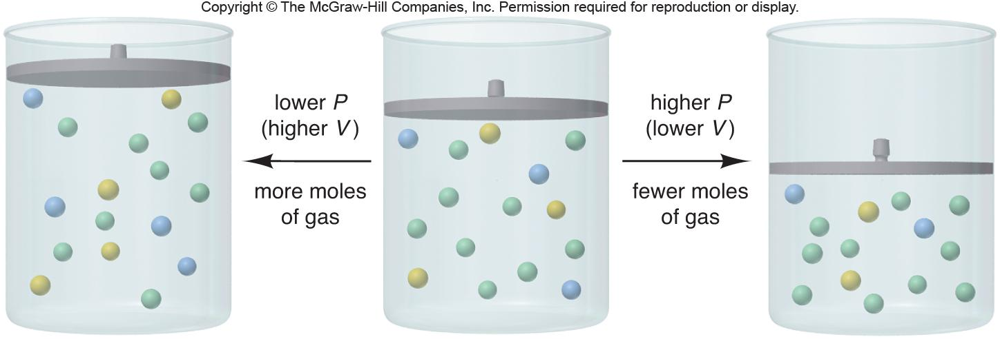 Copyright © The McGraw-Hill Companies, Inc. Permission required for reproduction or display.
lower P
(higher V)
more moles
of gas
higher P
(lower V)
fewer moles
of gas